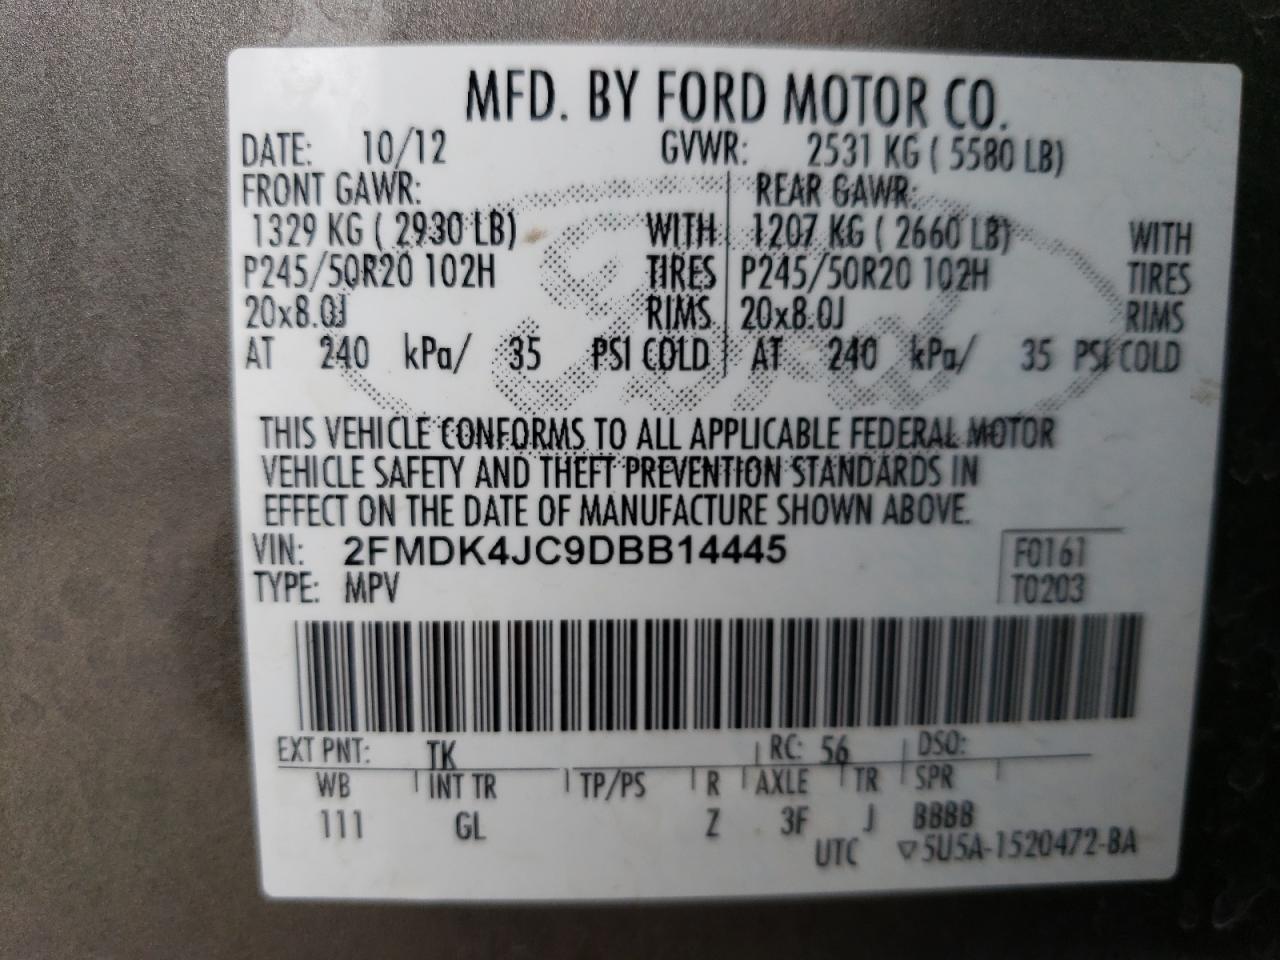 MFD. BY FORD MOTOR CO.
DATE: 10/12 GVWR: 2531 KG ( 5580 LB)
FRONT GAWR: REAR GAWR:
1329 KG ( 2930 LB) WITH 1207 KG ( 2660 LB) WITH
P245/50R20 102H TIRES P245/50R20 102H TIRES
20x8.0J RIMS 20x8.0J RIMS
AT 240 kPa/ 35 PSI COLD AT 240 kPa/ 35 PSI COLD
Ford
THIS VEHICLE CONFORMS TO ALL APPLICABLE FEDERAL MOTOR
VEHICLE SAFETY AND THEFT PREVENTION STANDARDS IN
EFFECT ON THE DATE OF MANUFACTURE SHOWN ABOVE.
VIN: 2FMDK4JC9DBB14445 F0161
TYPE: MPV T0203
EXT PNT: TK RC: 56 DSO:
WB INT TR TP/PS R AXLE TR SPR
111 GL Z 3F J BBBB
UTC ▽5U5A-1520472-BA